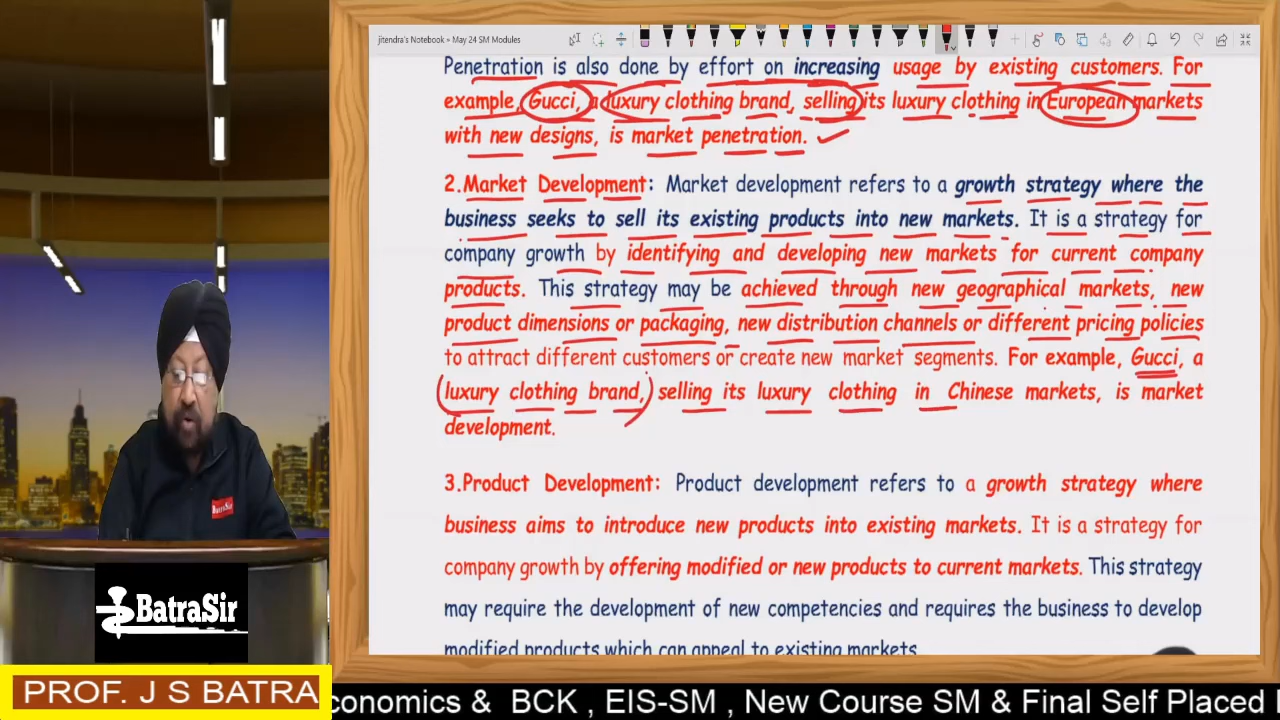 jitendra's Notebook » May 24 SM Modules
Penetration is also done by effort on increasing usage by existing customers. For
example, Gucci, a luxury clothing brand, selling its luxury clothing in European markets
with new designs, is market penetration.
2.Market Development: Market development refers to a growth strategy where the
business seeks to sell its existing products into new markets. It is a strategy for
company growth by identifying and developing new markets for current company
products. This strategy may be achieved through new geographical markets, new
product dimensions or packaging, new distribution channels or different pricing policies
to attract different customers or create new market segments. For example, Gucci, a
luxury clothing brand, selling its luxury clothing in Chinese markets, is market
development.
3.Product Development: Product development refers to a growth strategy where
business aims to introduce new products into existing markets. It is a strategy for
company growth by offering modified or new products to current markets. This strategy
may require the development of new competencies and requires the business to develop
modified products which can appeal to existing markets.
BatraSir
BatraSir
PROF. J S BATRA
conomics & BCK , EIS-SM , New Course SM & Final Self Placed